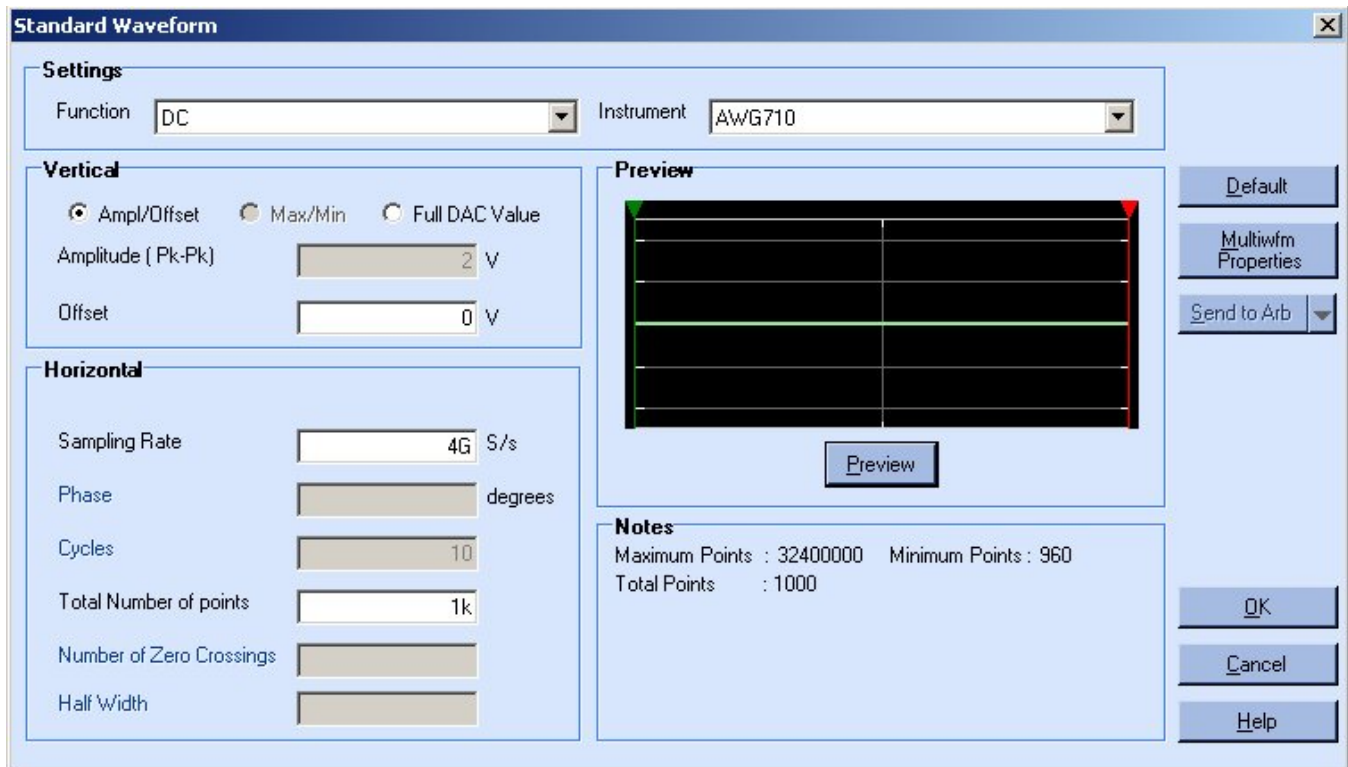 Standard Waveform
Settings
Function DC Instrument AWG710
Vertical
Ampl/Offset Max/Min Full DAC Value
Amplitude ( Pk-Pk) 2 V
Offset 0 V
Horizontal
Sampling Rate 4G S/s
Phase degrees
Cycles 10
Total Number of points 1k
Number of Zero Crossings
Half Width
Preview
Preview
Notes
Maximum Points : 32400000 Minimum Points : 960
Total Points : 1000
Default
Multiwfm
Properties
Send to Arb
OK
Cancel
Help